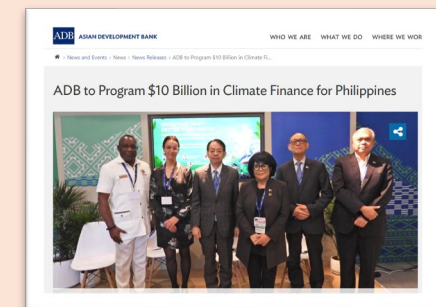 ADB ASIAN DEVELOPMENT BANK
WHO WE ARE WHAT WE DO WHERE WE WOR
> News and Events > News > News Releases > ADB to Program $10 Billion in Climate Fi...
ADB to Program $10 Billion in Climate Finance for Philippines